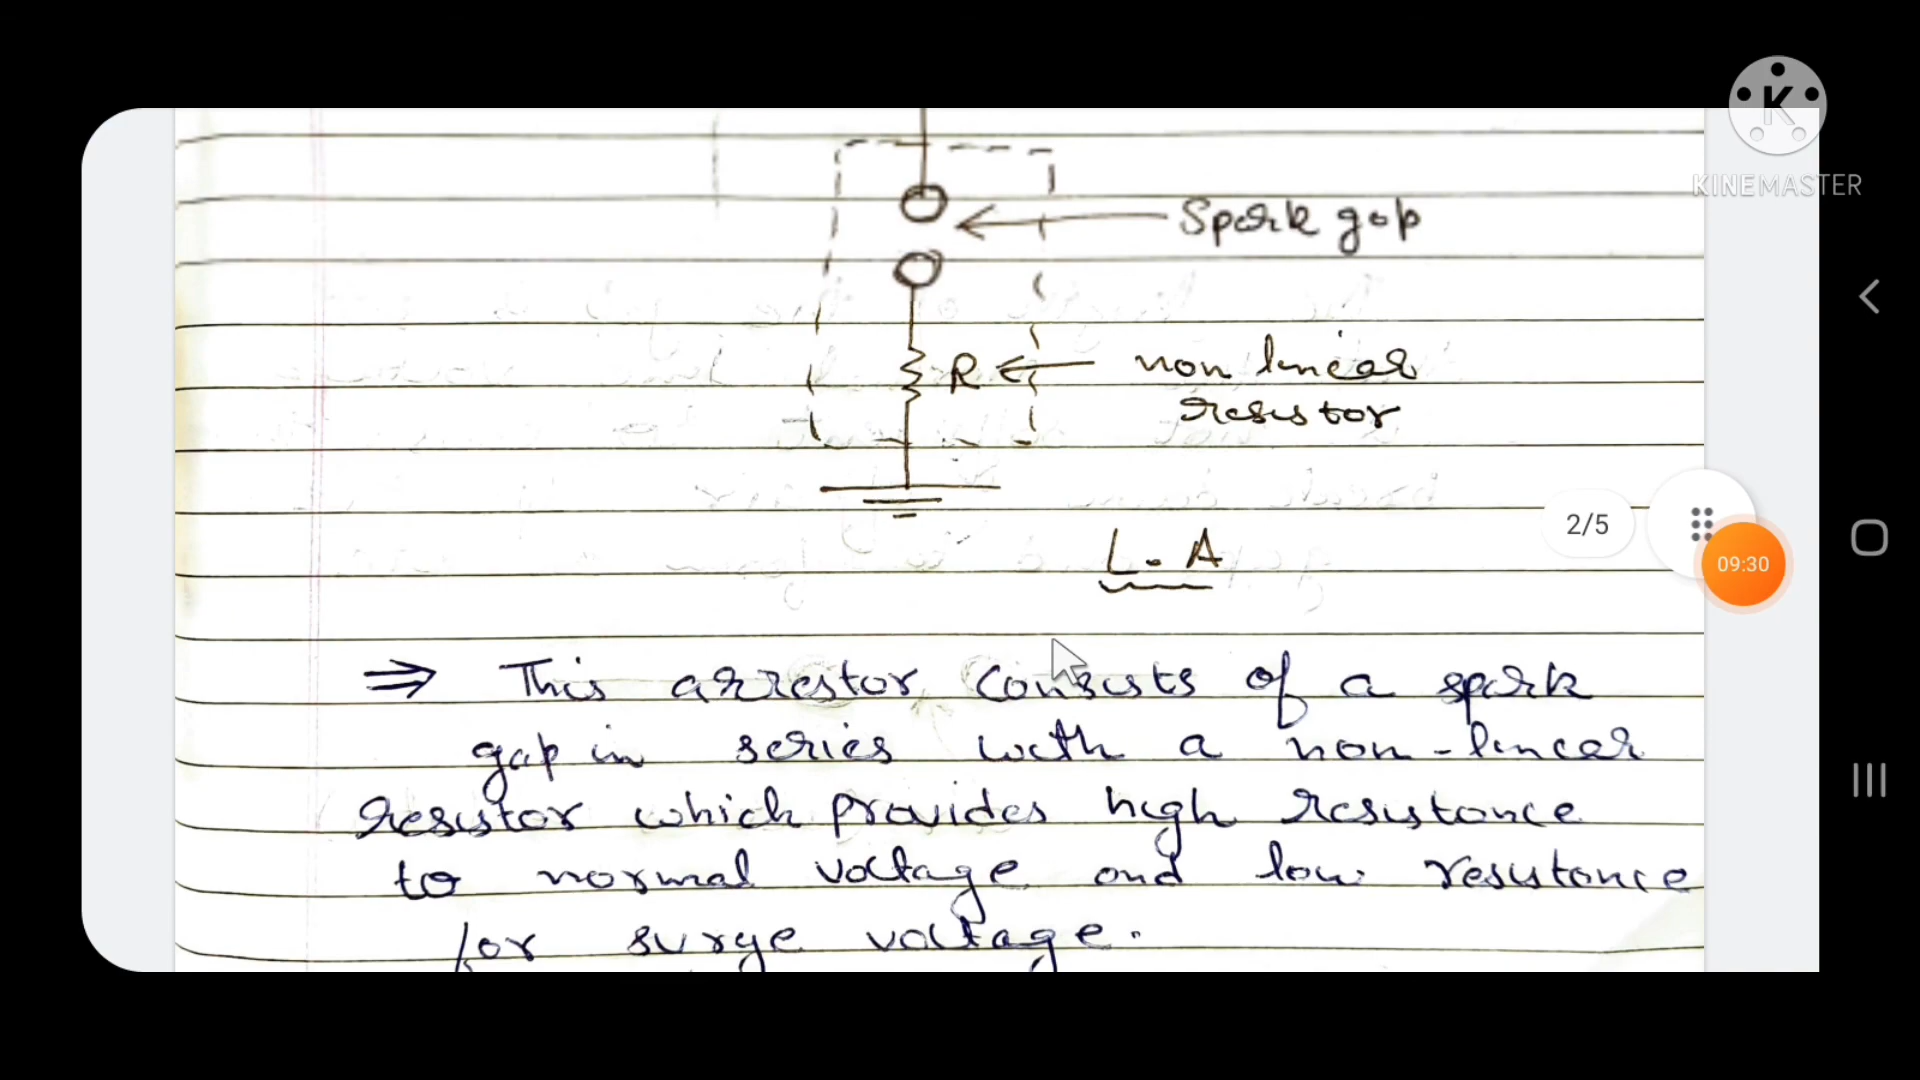 K
KINEMASTER
Spark gap
R
non linear
resistor
2/5
09:30
L.A
⇒ This arrestor consists of a spark
gap in series with a non-linear
resistor which provides high resistance
to normal voltage and low resistance
for surge voltage.